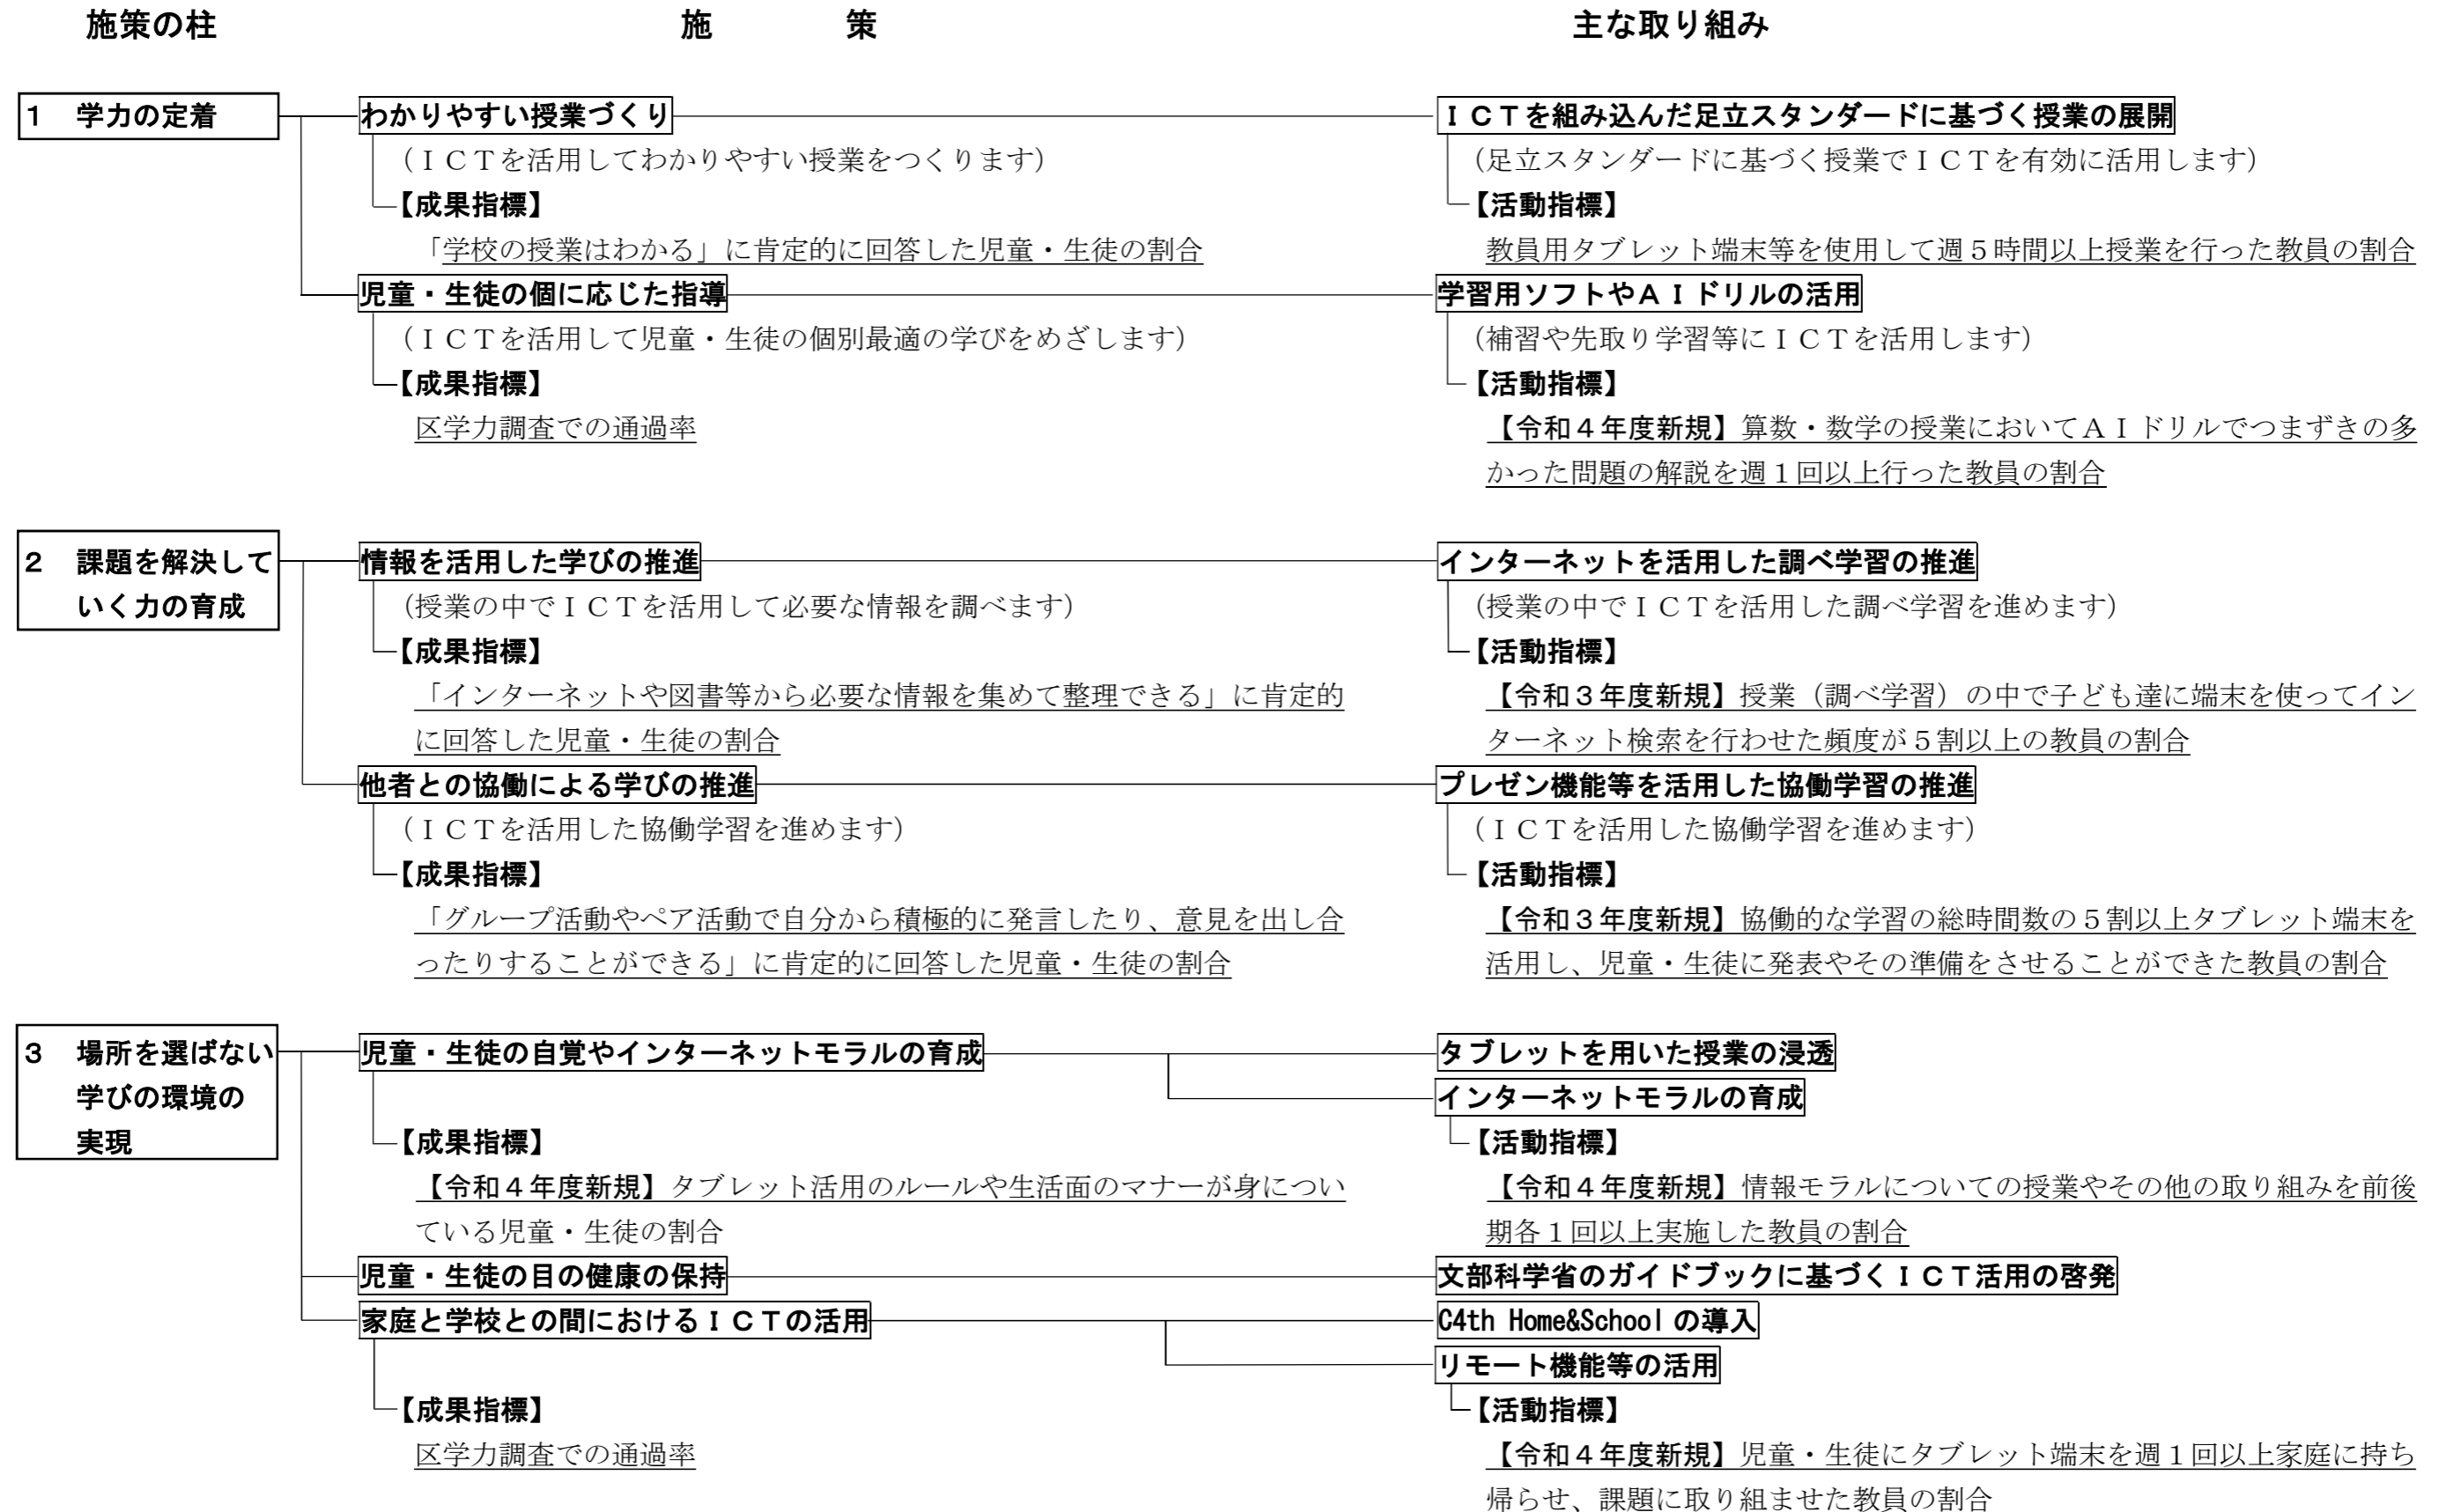 施策の柱　施　策　主な取り組み
１　学力の定着　わかりやすい授業づくり　ＩＣＴを組み込んだ足立スタンダードに基づく授業の展開
（ＩＣＴを活用してわかりやすい授業をつくります）　（足立スタンダードに基づく授業でＩＣＴを有効に活用します）
【成果指標】　【活動指標】
「学校の授業はわかる」に肯定的に回答した児童・生徒の割合　教員用タブレット端末等を使用して週５時間以上授業を行った教員の割合
児童・生徒の個に応じた指導　学習用ソフトやＡＩドリルの活用
（ＩＣＴを活用して児童・生徒の個別最適の学びをめざします）　（補習や先取り学習等にＩＣＴを活用します）
【成果指標】　【活動指標】
区学力調査での通過率　【令和４年度新規】算数・数学の授業においてＡＩドリルでつまずきの多
かった問題の解説を週１回以上行った教員の割合
２　課題を解決して　情報を活用した学びの推進　インターネットを活用した調べ学習の推進
いく力の育成　（授業の中でＩＣＴを活用して必要な情報を調べます）　（授業の中でＩＣＴを活用した調べ学習を進めます）
【成果指標】　【活動指標】
「インターネットや図書等から必要な情報を集めて整理できる」に肯定的　【令和３年度新規】授業（調べ学習）の中で子ども達に端末を使ってイン
に回答した児童・生徒の割合　ターネット検索を行わせた頻度が５割以上の教員の割合
他者との協働による学びの推進　プレゼン機能等を活用した協働学習の推進
（ＩＣＴを活用した協働学習を進めます）　（ＩＣＴを活用した協働学習を進めます）
【成果指標】　【活動指標】
「グループ活動やペア活動で自分から積極的に発言したり、意見を出し合　【令和３年度新規】協働的な学習の総時間数の５割以上タブレット端末を
ったりすることができる」に肯定的に回答した児童・生徒の割合　活用し、児童・生徒に発表やその準備をさせることができた教員の割合
３　場所を選ばない　児童・生徒の自覚やインターネットモラルの育成　タブレットを用いた授業の浸透
学びの環境の　インターネットモラルの育成
実現　【成果指標】　【活動指標】
【令和４年度新規】タブレット活用のルールや生活面のマナーが身につい　【令和４年度新規】情報モラルについての授業やその他の取り組みを前後
ている児童・生徒の割合　期各１回以上実施した教員の割合
児童・生徒の目の健康の保持　文部科学省のガイドブックに基づくＩＣＴ活用の啓発
家庭と学校との間におけるＩＣＴの活用　C4th Home&School の導入
リモート機能等の活用
【成果指標】　【活動指標】
区学力調査での通過率　【令和４年度新規】児童・生徒にタブレット端末を週１回以上家庭に持ち
帰らせ、課題に取り組ませた教員の割合